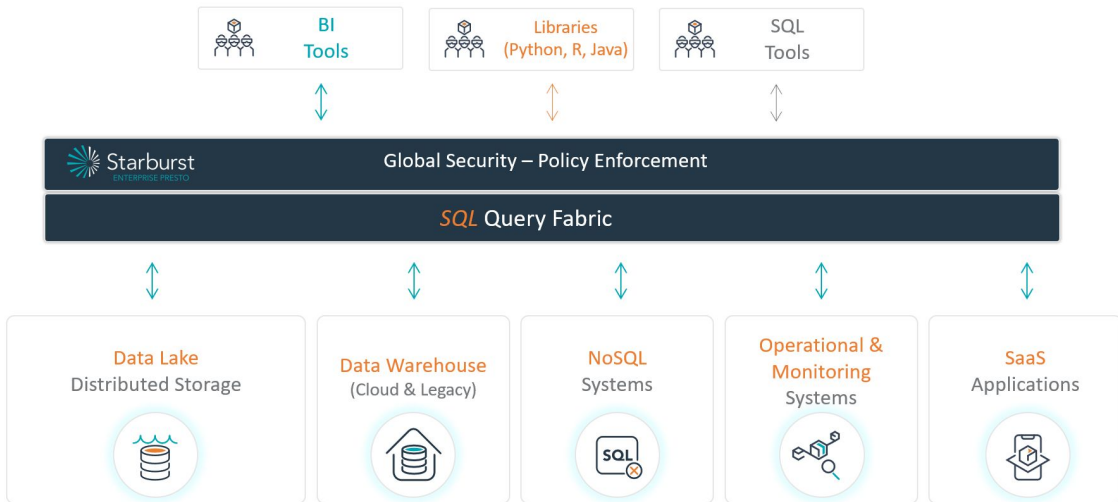 BI
Tools
Libraries
(Python, R, Java)
SQL
Tools
Starburst
ENTERPRISE PRESTO
Global Security – Policy Enforcement
SQL Query Fabric
Data Lake
Distributed Storage
Data Warehouse
(Cloud & Legacy)
NoSQL
Systems
SQL
Operational &
Monitoring
Systems
SaaS
Applications